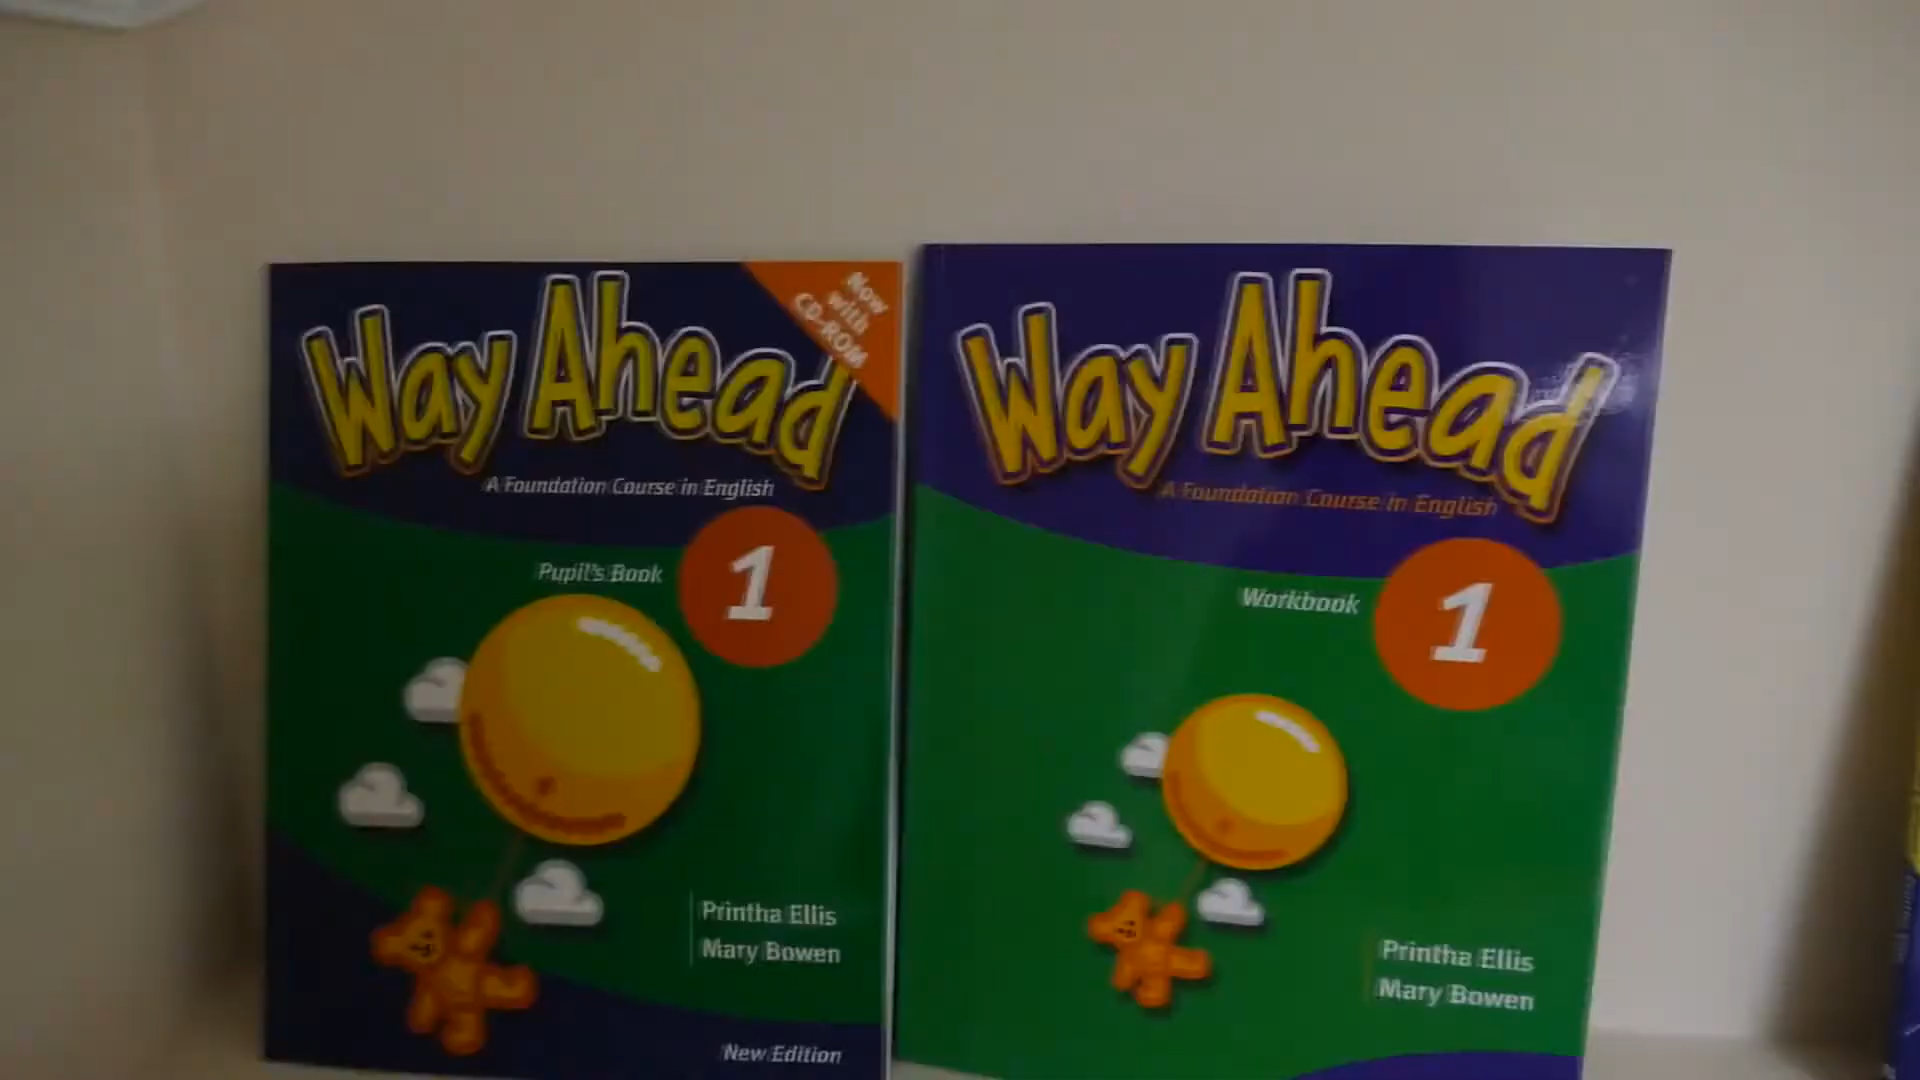 Way Ahead
Now
with
CD-ROM
A Foundation Course in English
Pupil's Book
1
Printha Ellis
Mary Bowen
New Edition
Way Ahead
A Foundation Course in English
Workbook
1
Printha Ellis
Mary Bowen